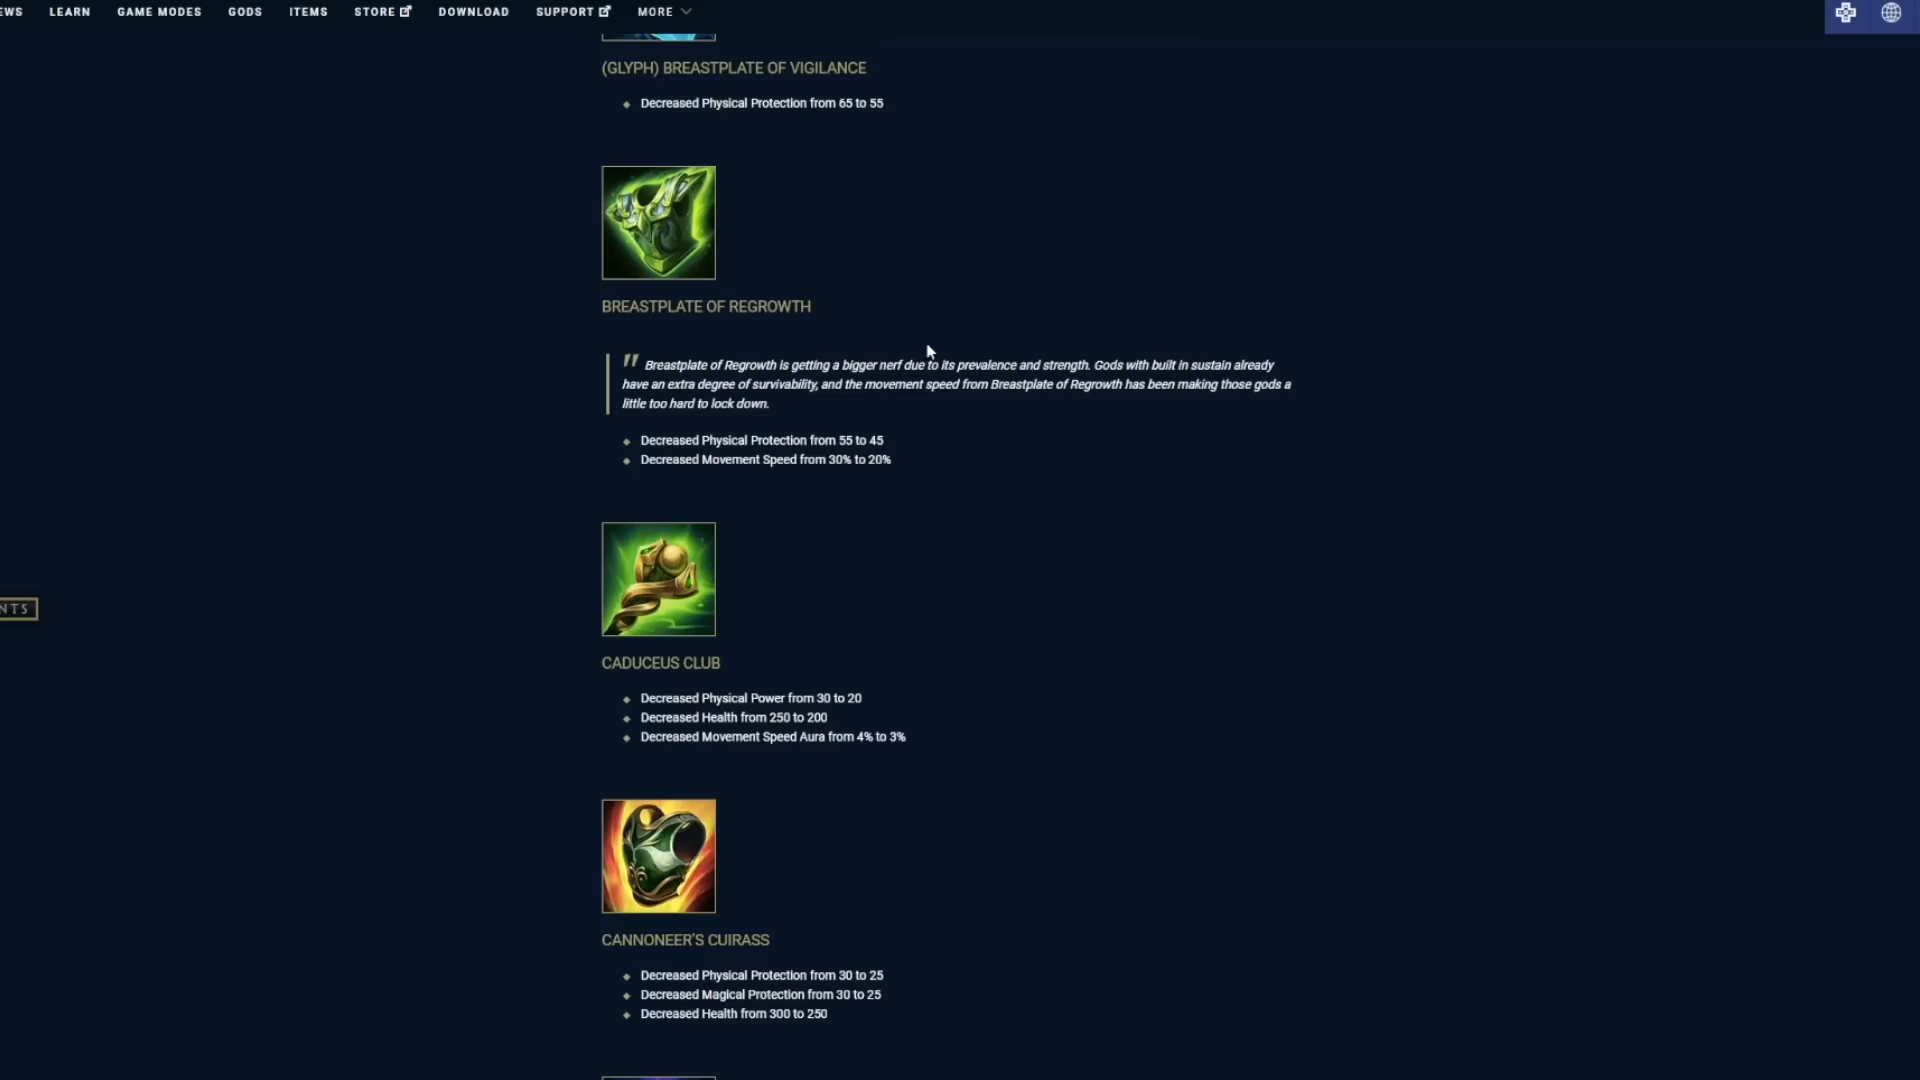 EWS LEARN GAME MODES GODS ITEMS STORE DOWNLOAD SUPPORT MORE
(GLYPH) BREASTPLATE OF VIGILANCE
Decreased Physical Protection from 65 to 55
BREASTPLATE OF REGROWTH
" Breastplate of Regrowth is getting a bigger nerf due to its prevalence and strength. Gods with built in sustain already
have an extra degree of survivability, and the movement speed from Breastplate of Regrowth has been making those gods a
little too hard to lock down.
Decreased Physical Protection from 55 to 45
Decreased Movement Speed from 30% to 20%
NTS
CADUCEUS CLUB
Decreased Physical Power from 30 to 20
Decreased Health from 250 to 200
Decreased Movement Speed Aura from 4% to 3%
CANNONEER'S CUIRASS
Decreased Physical Protection from 30 to 25
Decreased Magical Protection from 30 to 25
Decreased Health from 300 to 250